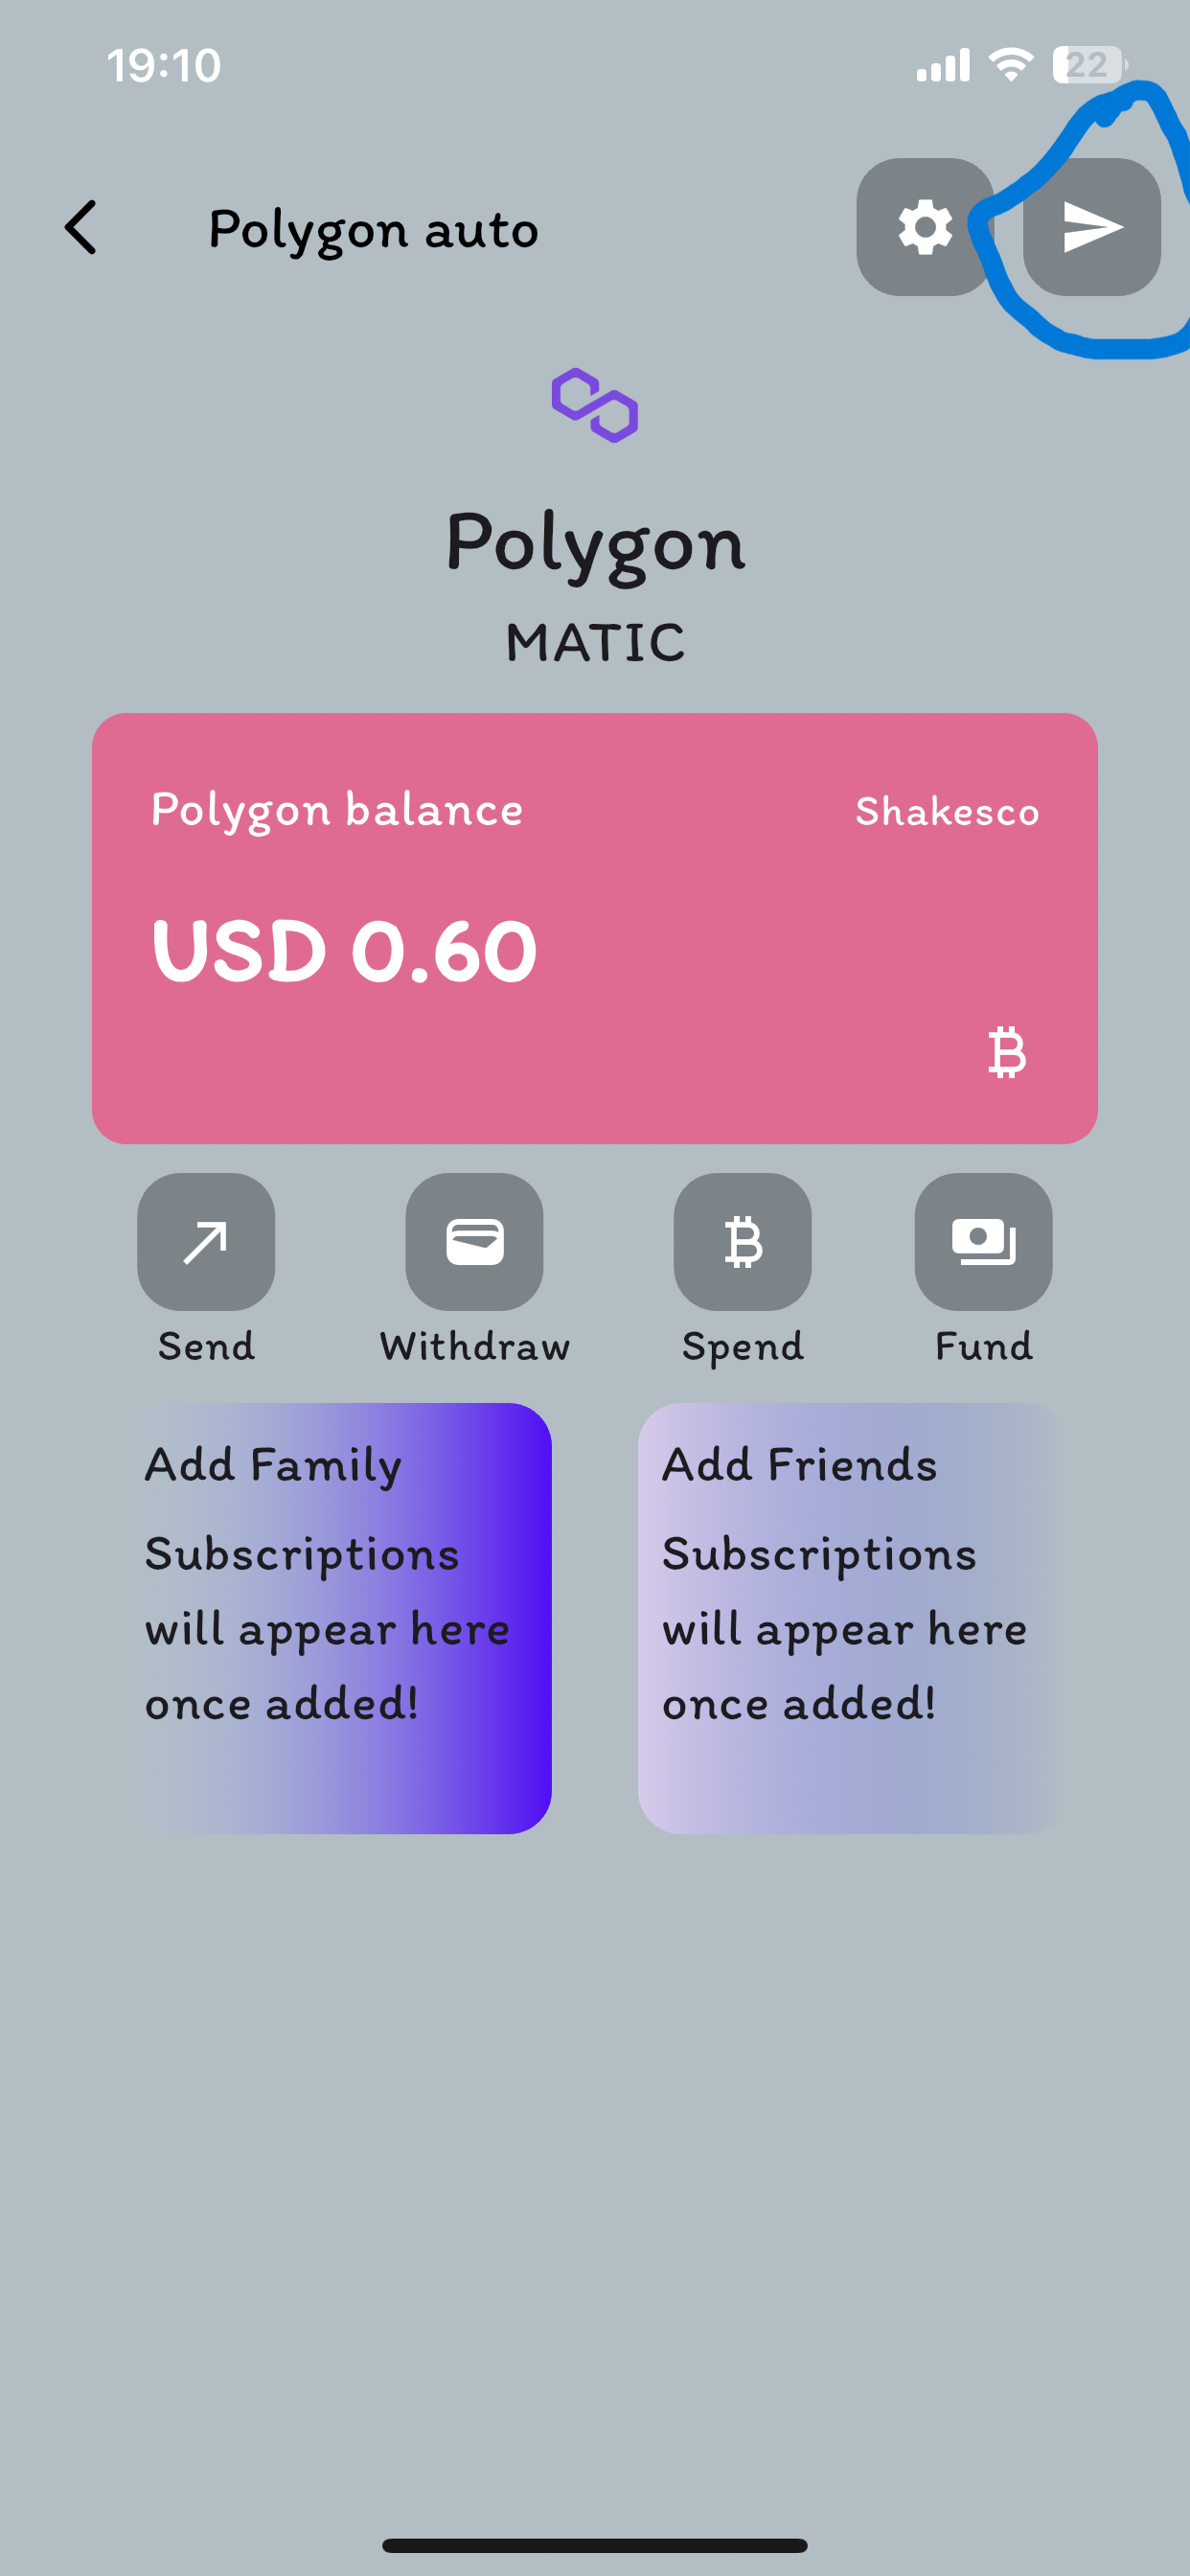 19:10
22
Polygon auto
Polygon
MATIC
Polygon balance
Shakesco
USD 0.60
Send
Withdraw
Spend
Fund
Add Family
Subscriptions
will appear here
once added!
Add Friends
Subscriptions
will appear here
once added!